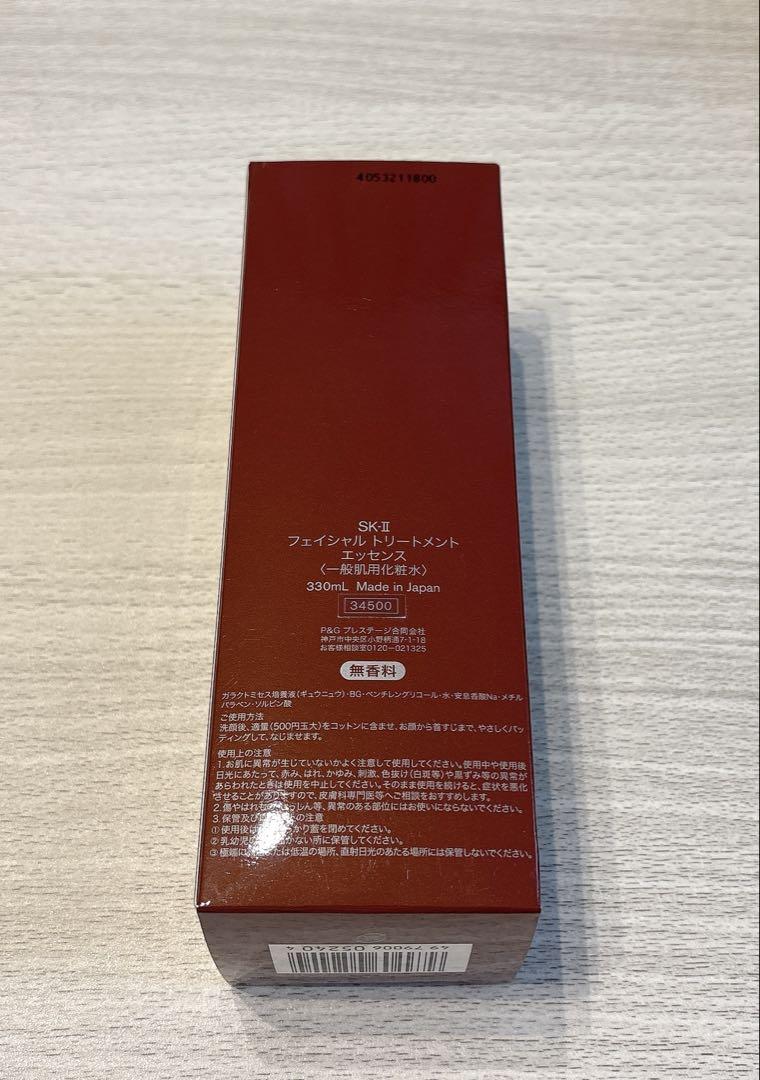 4053211800
SK-II
フェイシャル トリートメント
エッセンス
〈一般肌用化粧水〉
330mL Made in Japan
34500
P&G プレステージ合同会社
神戸市中央区小野柄通7-1-18
お客様相談室0120-021325
無香料
ガラクトミセス培養液(ギュウニュウ)・BG・ペンチレングリコール・水・安息香酸Na・メチル
パラベン・ソルビン酸
ご使用方法
洗顔後、適量(500円玉大)をコットンに含ませ、お顔から首すじまで、やさしくパッ
ティングして、なじませます。
使用上の注意
1.お肌に異常が生じていないかよく注意して使用してください。使用中や使用後
日光にあたって、赤み、はれ、かゆみ、刺激、色抜け(白斑等)や黒ずみ等の異常が
あらわれたときは使用を中止してください。そのまま使用を続けると、症状を悪化
させることがありますので、皮膚科専門医等へご相談をおすすめします。
2.傷やはれもの、しっしん等、異常のある部位にはお使いにならないでください。
3.保管及び の注意
①使用後は かり蓋を閉めてください。
②乳幼児の かない所に保管してください。
③極端に または低温の場所、直射日光のあたる場所には保管しないでください。
4 979006 052404